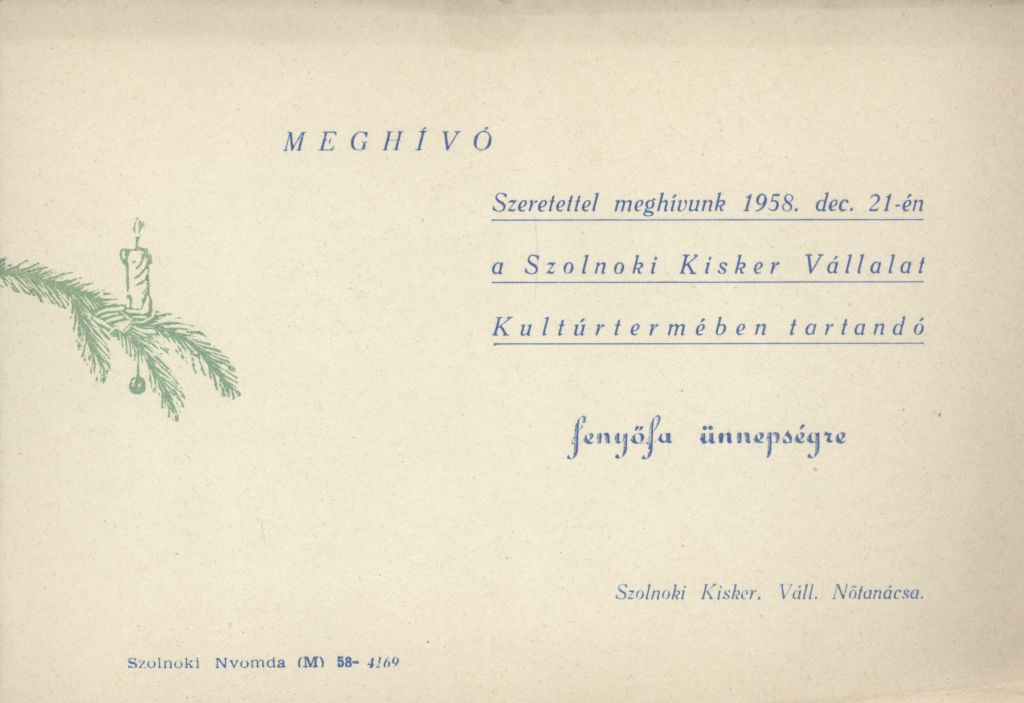 MEGHÍVÓ
Szeretettel meghívunk 1958. dec. 21-én
a Szolnoki Kisker Vállalat
Kultúrtermében tartandó
fenyőfa ünnepségre
Szolnoki Kisker. Váll. Nőtanácsa.
Szolnoki Nyomda (M) 58- 4169